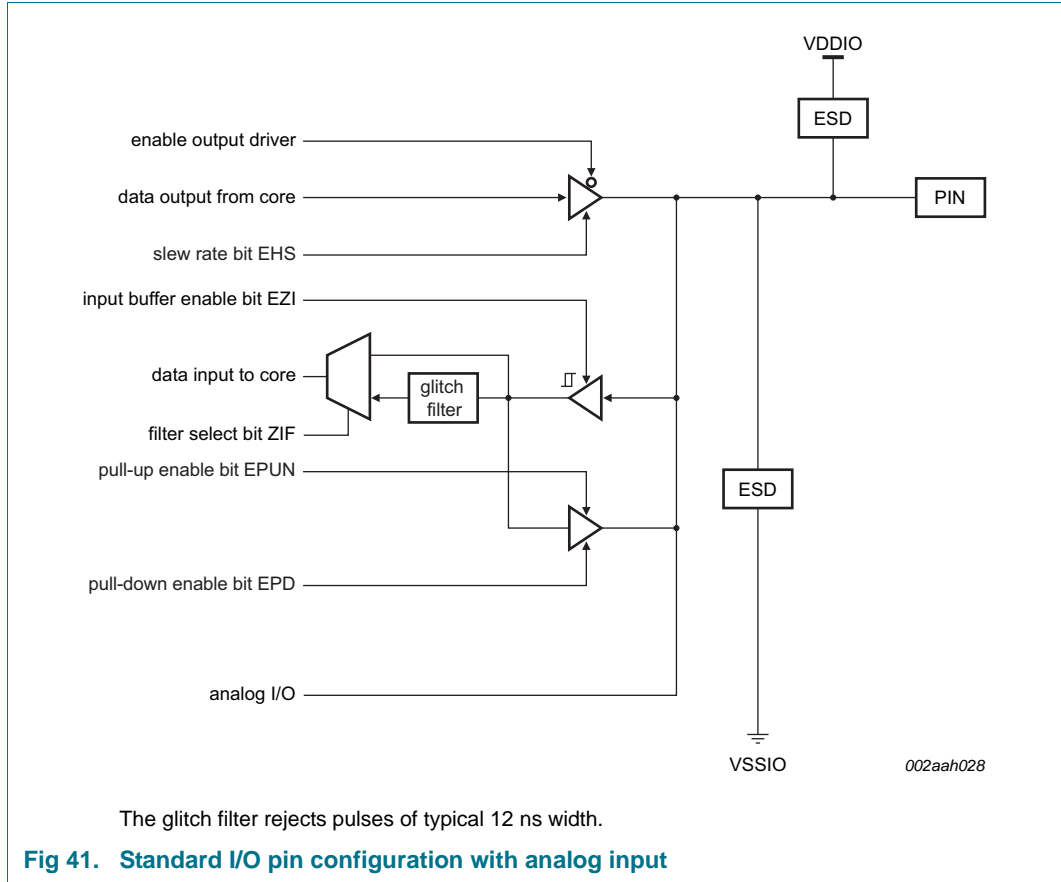 VDDIO
ESD
enable output driver
data output from core
PIN
slew rate bit EHS
input buffer enable bit EZI
data input to core
glitch
filter
filter select bit ZIF
pull-up enable bit EPUN
ESD
pull-down enable bit EPD
analog I/O
VSSIO
002aah028
The glitch filter rejects pulses of typical 12 ns width.
Fig 41. Standard I/O pin configuration with analog input